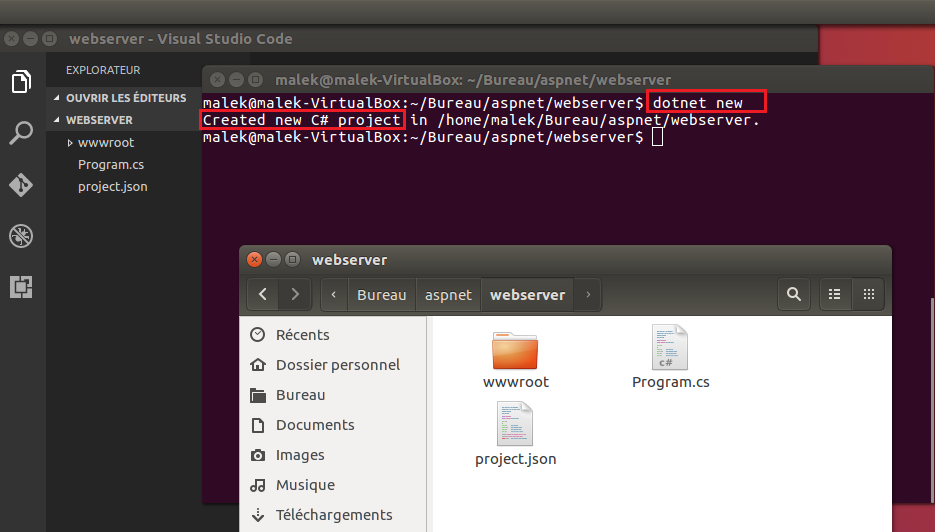 webserver - Visual Studio Code
EXPLORATEUR
OUVRIR LES ÉDITEURS
WEBSERVER
wwwroot
Program.cs
project.json
malek@malek-VirtualBox: ~/Bureau/aspnet/webserver
malek@malek-VirtualBox:~/Bureau/aspnet/webserver$ dotnet new
Created new C# project in /home/malek/Bureau/aspnet/webserver.
malek@malek-VirtualBox:~/Bureau/aspnet/webserver$
webserver
Bureau aspnet webserver
Récents
Dossier personnel
Bureau
Documents
Images
Musique
Téléchargements
c#
wwwroot Program.cs
project.json